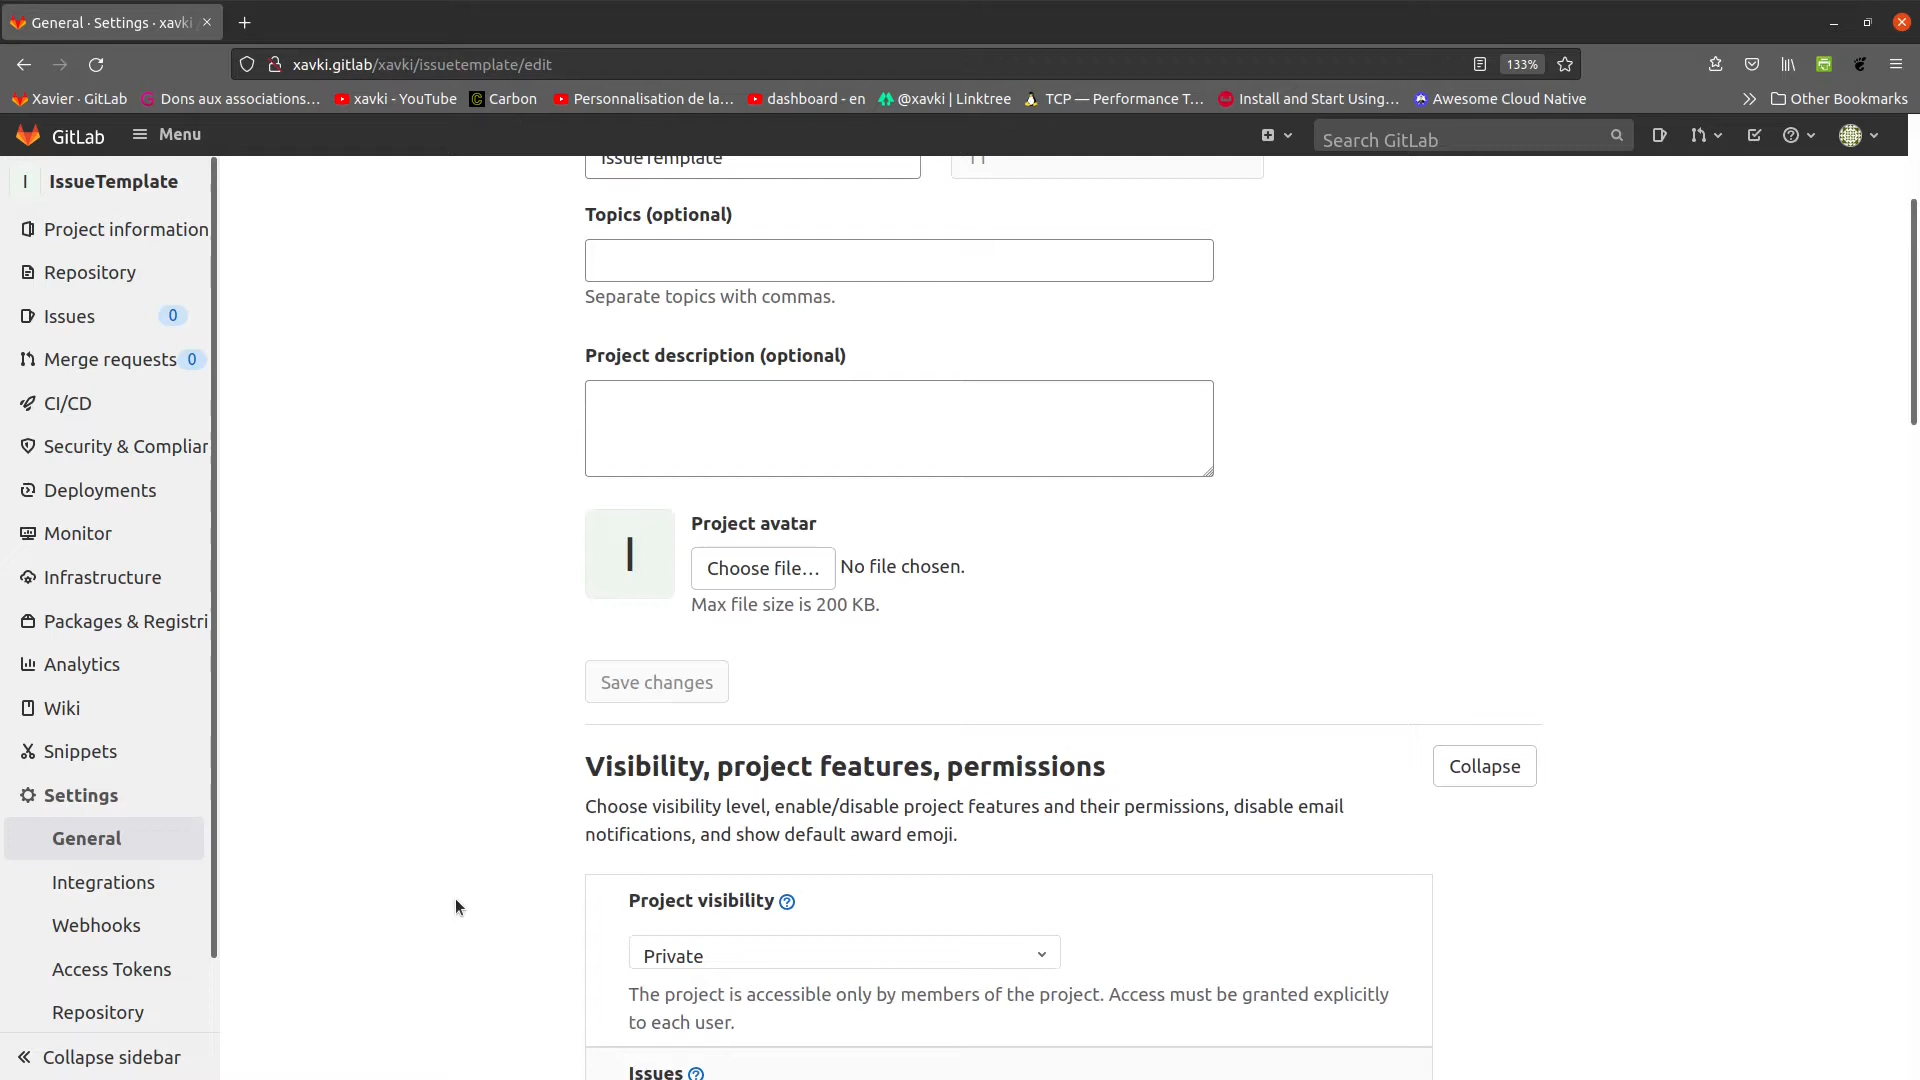 General · Settings · xavki
xavki.gitlab/xavki/issuetemplate/edit
133%
Xavier · GitLab
Dons aux associations…
xavki - YouTube
Carbon
Personnalisation de la…
dashboard - en
@xavki | Linktree
TCP — Performance T…
Install and Start Using…
Awesome Cloud Native
Other Bookmarks
GitLab
Menu
Search GitLab
I
IssueTemplate
Project information
Repository
Issues
0
Merge requests
0
CI/CD
Security & Complian
Deployments
Monitor
Infrastructure
Packages & Registri
Analytics
Wiki
Snippets
Settings
General
Integrations
Webhooks
Access Tokens
Repository
Collapse sidebar
IssueTemplate
11
Topics (optional)
Separate topics with commas.
Project description (optional)
I
Project avatar
Choose file…
No file chosen.
Max file size is 200 KB.
Save changes
Visibility, project features, permissions
Collapse
Choose visibility level, enable/disable project features and their permissions, disable email
notifications, and show default award emoji.
Project visibility
Private
The project is accessible only by members of the project. Access must be granted explicitly
to each user.
Issues